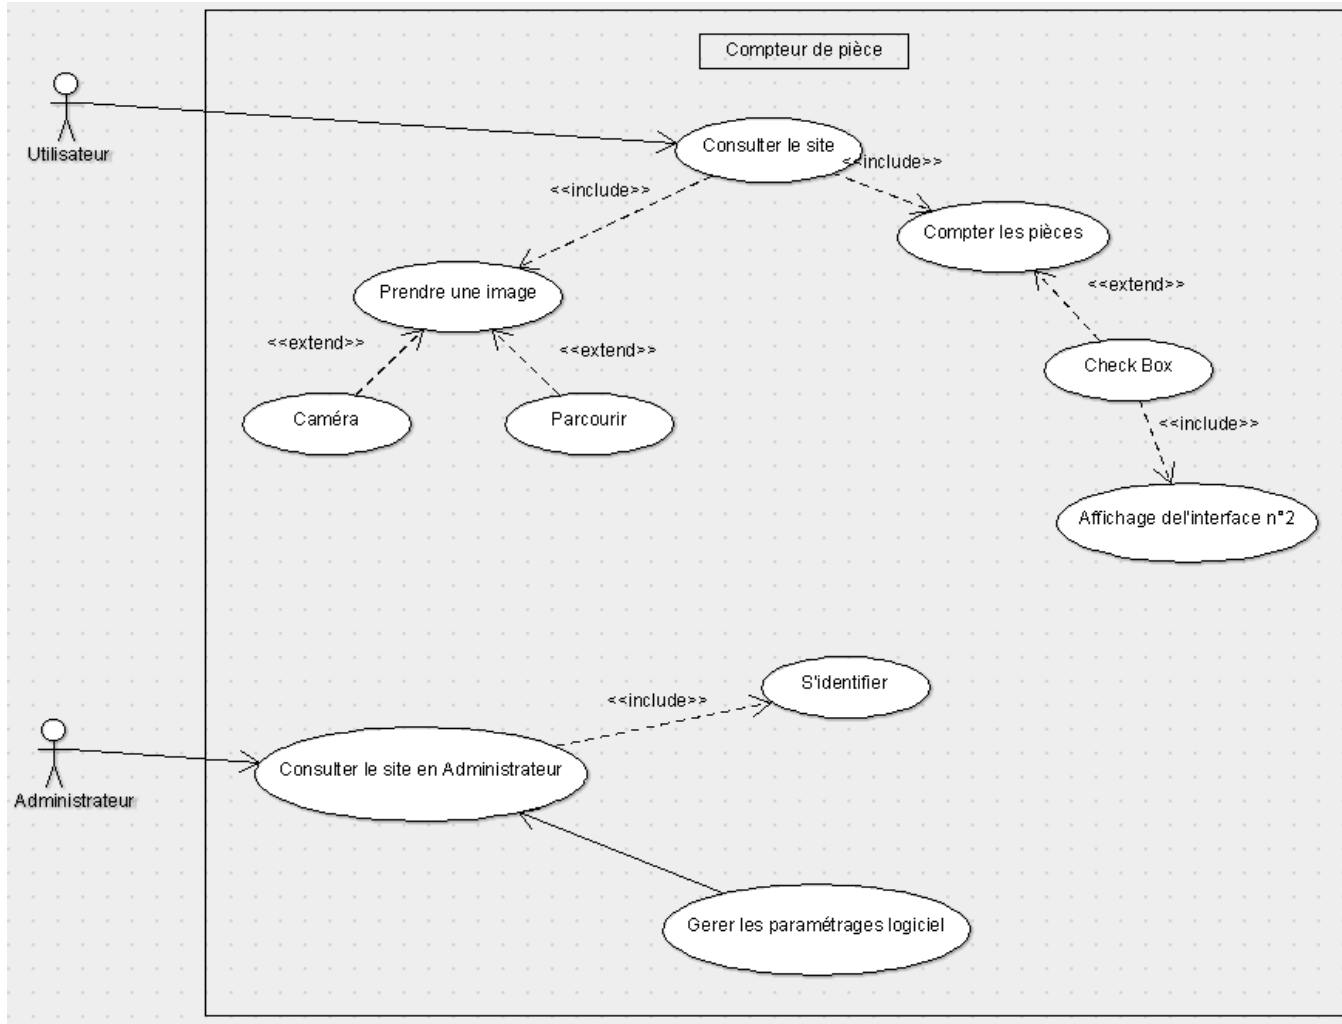 Compteur de pièce
Utilisateur
Consulter le site
<<include>>
<<include>>
Compter les pièces
Prendre une image
<<extend>>
<<extend>>
<<extend>>
Check Box
Caméra
Parcourir
<<include>>
Affichage del'interface n°2
S'identifier
<<include>>
Administrateur
Consulter le site en Administrateur
Gerer les paramétrages logiciel